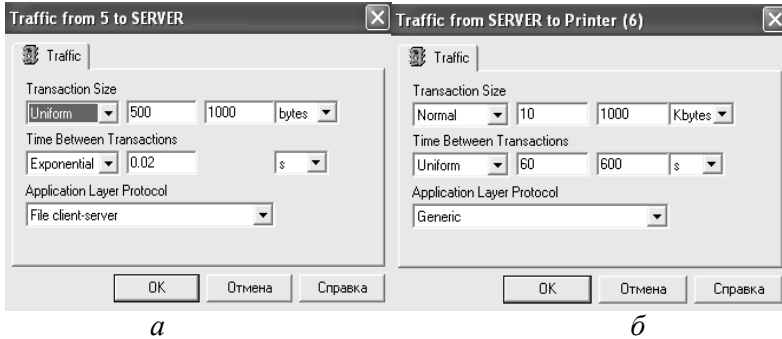 Traffic from 5 to SERVER
Traffic
Transaction Size
Uniform 500 1000 bytes
Time Between Transactions
Exponential 0.02 s
Application Layer Protocol
File client-server
OK Отмена Справка
а
Traffic from SERVER to Printer (6)
Traffic
Transaction Size
Normal 10 1000 Kbytes
Time Between Transactions
Uniform 60 600 s
Application Layer Protocol
Generic
OK Отмена Справка
б